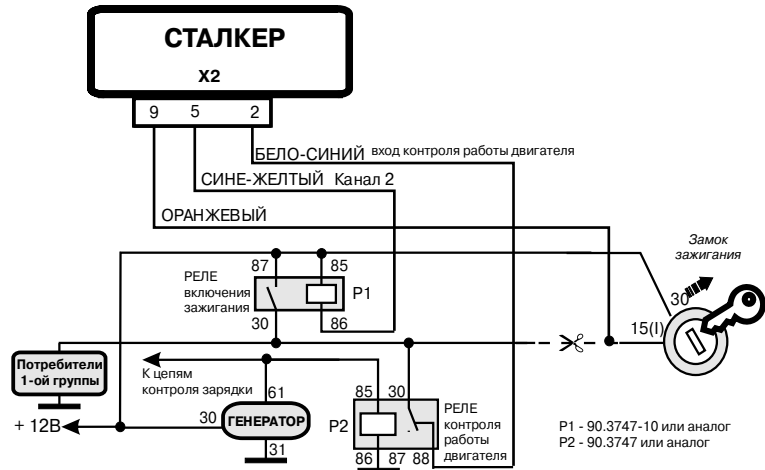 СТАЛКЕР
X2
9 5 2
БЕЛО-СИНИЙ вход контроля работы двигателя
СИНЕ-ЖЕЛТЫЙ Канал 2
ОРАНЖЕВЫЙ
Замок
зажигания
87 85
РЕЛЕ
включения
зажигания
P1
30 86
30
15(I)
Потребители
1-ой группы
К цепям
контроля зарядки
61
85 30
+ 12В
30
ГЕНЕРАТОР
31
P2
РЕЛЕ
контроля
работы
двигателя
86 87 88
P1 - 90.3747-10 или аналог
P2 - 90.3747 или аналог